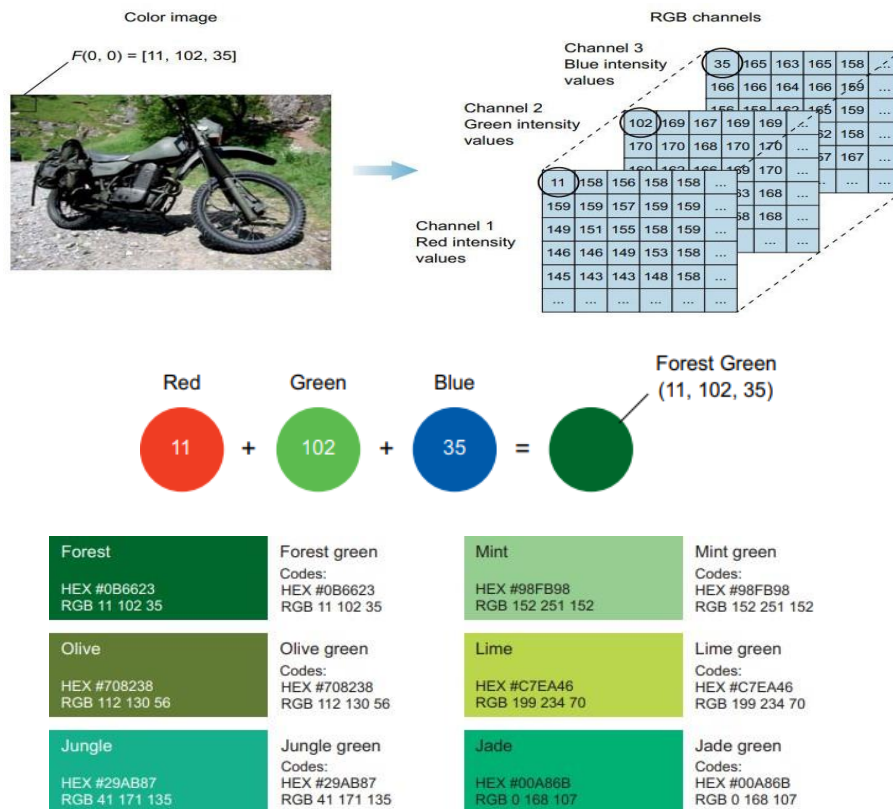 Color image
F(0, 0) = [11, 102, 35]
RGB channels
Channel 3
Blue intensity
values
35 165 163 165 158 ...
166 166 164 166 159 ...
159 ...
158 ...
167 ...
Channel 2
Green intensity
values
102 169 167 169 169 ...
170 170 168 170 170 ...
170 ...
168 ...
168 ...
... ...
Channel 1
Red intensity
values
11 158 156 158 158 ...
159 159 157 159 159 ...
149 151 155 158 159 ...
146 146 149 153 158 ...
145 143 143 148 158 ...
... ... ... ... ... ...
Red
Green
Blue
Forest Green
(11, 102, 35)
11 + 102 + 35 =
Forest
HEX #0B6623
RGB 11 102 35
Forest green
Codes:
HEX #0B6623
RGB 11 102 35
Mint
HEX #98FB98
RGB 152 251 152
Mint green
Codes:
HEX #98FB98
RGB 152 251 152
Olive
HEX #708238
RGB 112 130 56
Olive green
Codes:
HEX #708238
RGB 112 130 56
Lime
HEX #C7EA46
RGB 199 234 70
Lime green
Codes:
HEX #C7EA46
RGB 199 234 70
Jungle
HEX #29AB87
RGB 41 171 135
Jungle green
Codes:
HEX #29AB87
RGB 41 171 135
Jade
HEX #00A86B
RGB 0 168 107
Jade green
Codes:
HEX #00A86B
RGB 0 168 107